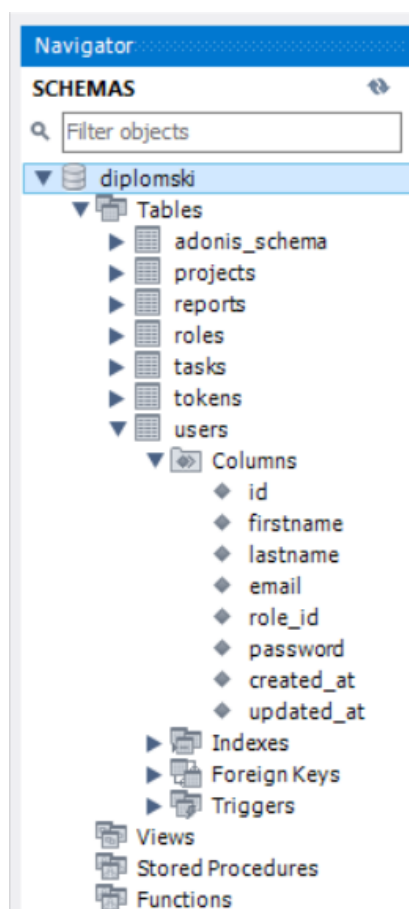 Navigator
SCHEMAS
Filter objects
diplomski
Tables
adonis_schema
projects
reports
roles
tasks
tokens
users
Columns
id
firstname
lastname
email
role_id
password
created_at
updated_at
Indexes
Foreign Keys
Triggers
Views
Stored Procedures
Functions